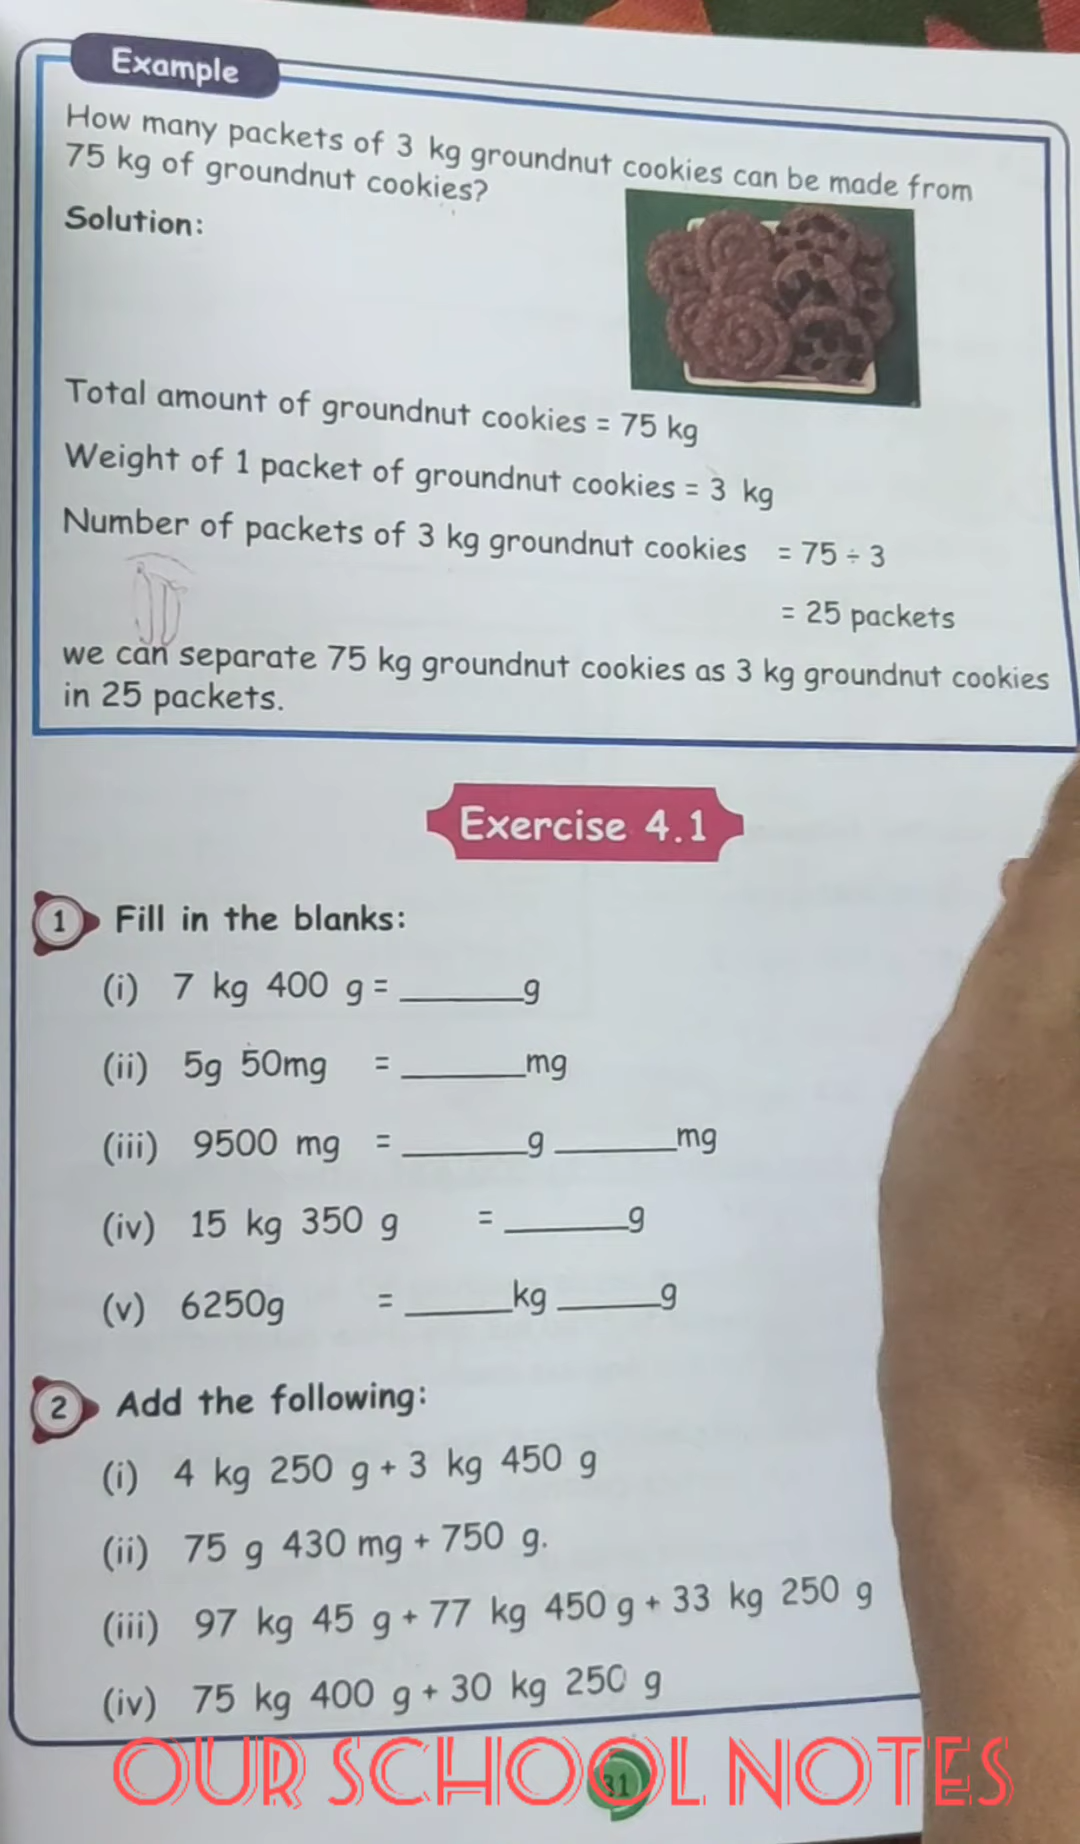 Example
How many packets of 3 kg groundnut cookies can be made from
75 kg of groundnut cookies?
Solution:
Total amount of groundnut cookies = 75 kg
Weight of 1 packet of groundnut cookies = 3 kg
Number of packets of 3 kg groundnut cookies = 75 ÷ 3
= 25 packets
we can separate 75 kg groundnut cookies as 3 kg groundnut cookies
in 25 packets.
Exercise 4.1
1 Fill in the blanks:
(i) 7 kg 400 g = ______g
(ii) 5g 50mg = ______mg
(iii) 9500 mg = ______g ______mg
(iv) 15 kg 350 g = ______g
(v) 6250g = ______kg ______g
2 Add the following:
(i) 4 kg 250 g + 3 kg 450 g
(ii) 75 g 430 mg + 750 g.
(iii) 97 kg 45 g + 77 kg 450 g + 33 kg 250 g
(iv) 75 kg 400 g + 30 kg 250 g
OUR SCHOOL NOTES
31